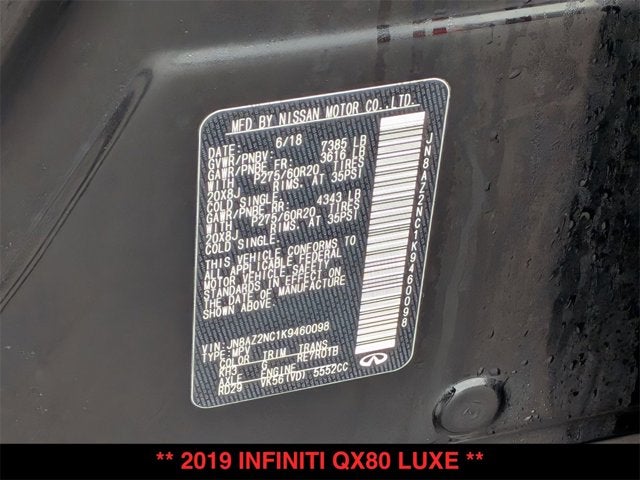 MFD BY NISSAN MOTOR CO.,LTD.
DATE: 6/18
GVWR/PNBV: 7385 LB
GAWR/PNBE FR: 3616 LB
WITH P275/60R20 TIRES
20X8J RIMS. AT 35PSI
COLD SINGLE.
GAWR/PNBE RR: 4343 LB
WITH P275/60R20 TIRES
20X8J RIMS. AT 35PSI
COLD SINGLE.
THIS VEHICLE CONFORMS TO
ALL APPLICABLE FEDERAL
MOTOR VEHICLE SAFETY
STANDARDS IN EFFECT ON
THE DATE OF MANUFACTURE
SHOWN ABOVE
VIN: JN8AZ2NC1K9460098
TYPE: MPV
COLOR TRIM TRANS
KH3 G RE7R01B
AXLE ENGINE
RD29 VK56(VD) 5552CC
JN8AZ2NC1K9460098
** 2019 INFINITI QX80 LUXE **